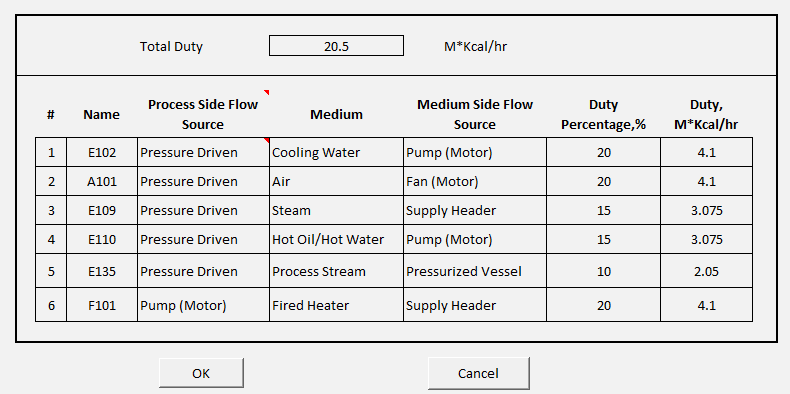 Total Duty 20.5 M*Kcal/hr
# Name Process Side Flow Source Medium Medium Side Flow Source Duty Percentage,% Duty, M*Kcal/hr
1 E102 Pressure Driven Cooling Water Pump (Motor) 20 4.1
2 A101 Pressure Driven Air Fan (Motor) 20 4.1
3 E109 Pressure Driven Steam Supply Header 15 3.075
4 E110 Pressure Driven Hot Oil/Hot Water Pump (Motor) 15 3.075
5 E135 Pressure Driven Process Stream Pressurized Vessel 10 2.05
6 F101 Pump (Motor) Fired Heater Supply Header 20 4.1
OK Cancel